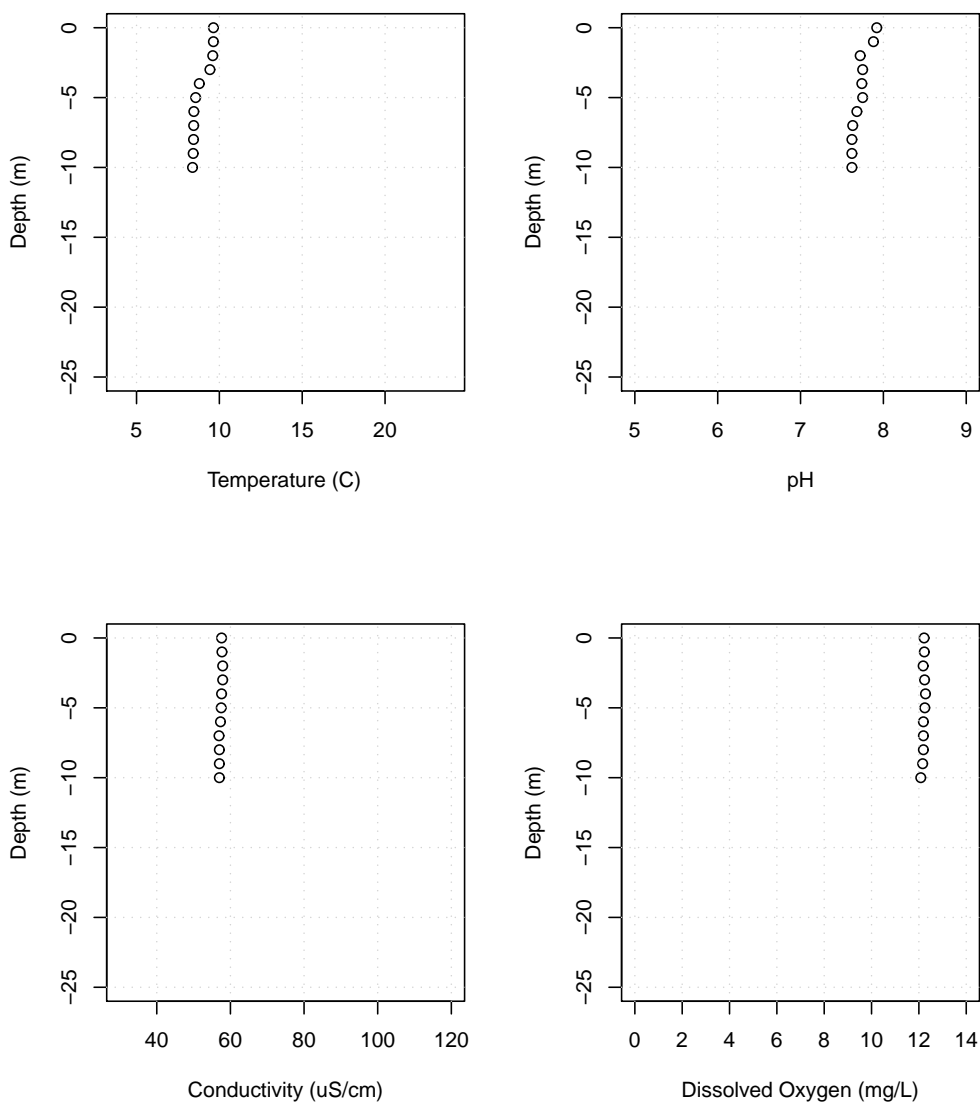 0
−5
−10
−15
−20
−25
Depth (m)
5 10 15 20
Temperature (C)
0
−5
−10
−15
−20
−25
Depth (m)
5 6 7 8 9
pH
0
−5
−10
−15
−20
−25
Depth (m)
40 60 80 100 120
Conductivity (uS/cm)
0
−5
−10
−15
−20
−25
Depth (m)
0 2 4 6 8 10 12 14
Dissolved Oxygen (mg/L)